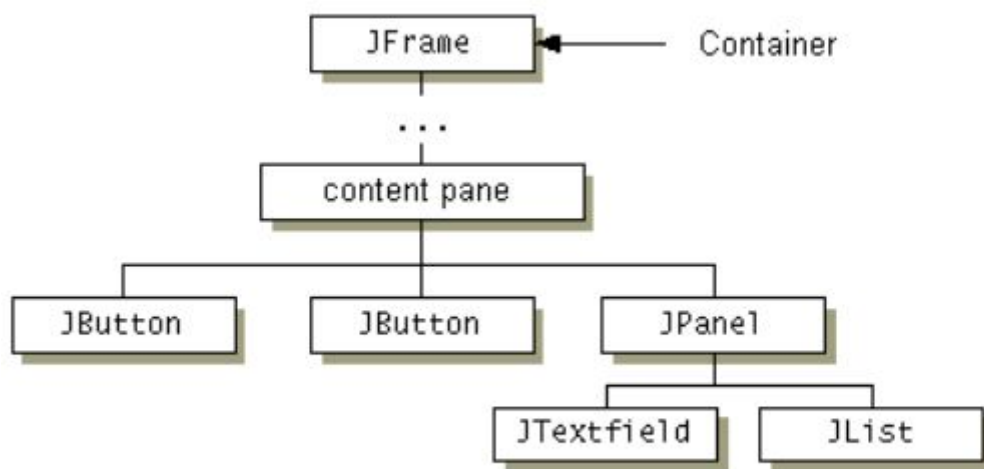 JFrame
Container
...
content pane
JButton
JButton
JPanel
JTextfield
JList